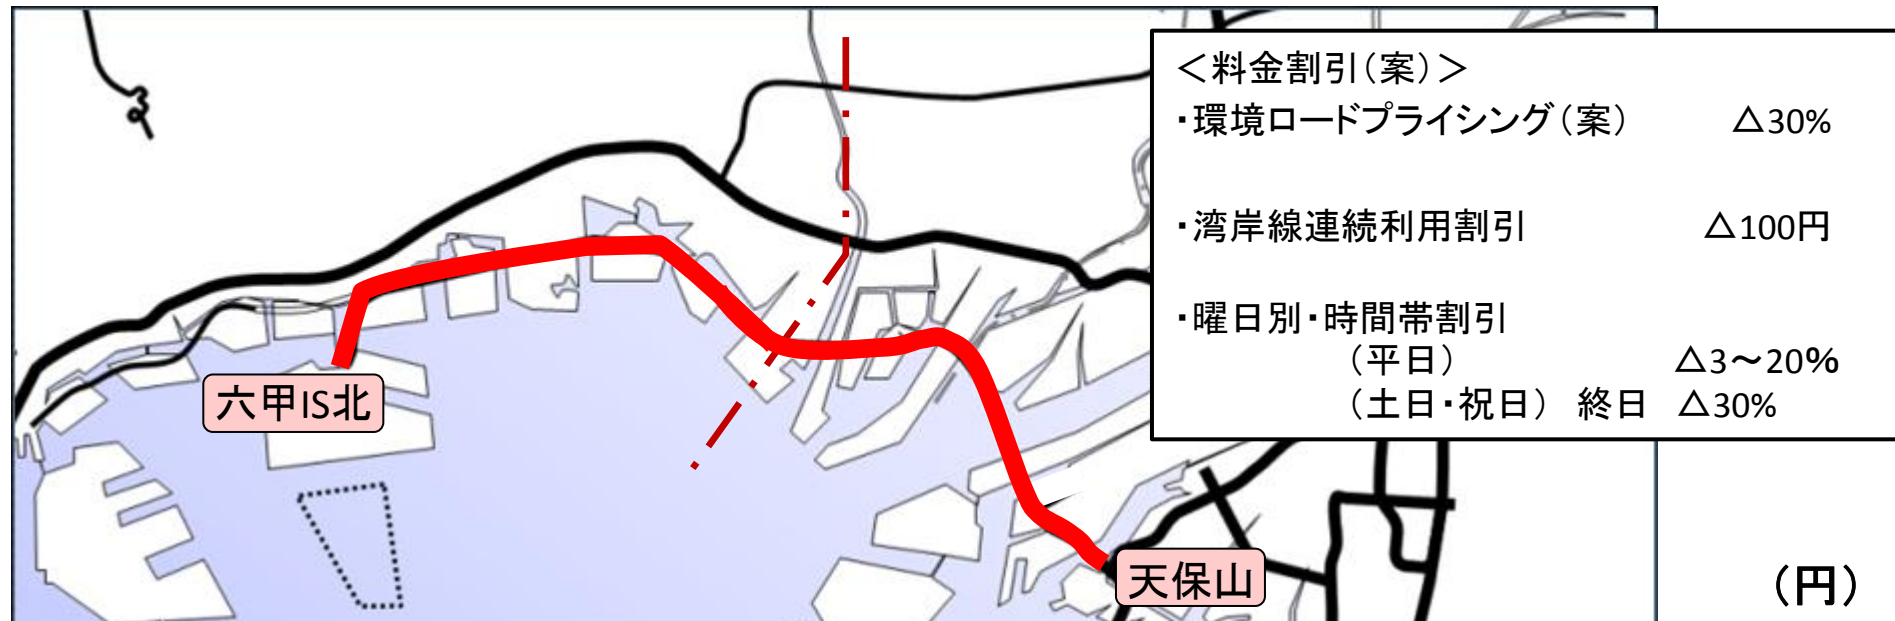 ＜料金割引（案）＞
・環境ロードプライシング（案） △30%
・湾岸線連続利用割引 △100円
・曜日別・時間帯割引
（平日） △3～20%
（土日・祝日） 終日 △30%
六甲IS北
天保山
（円）